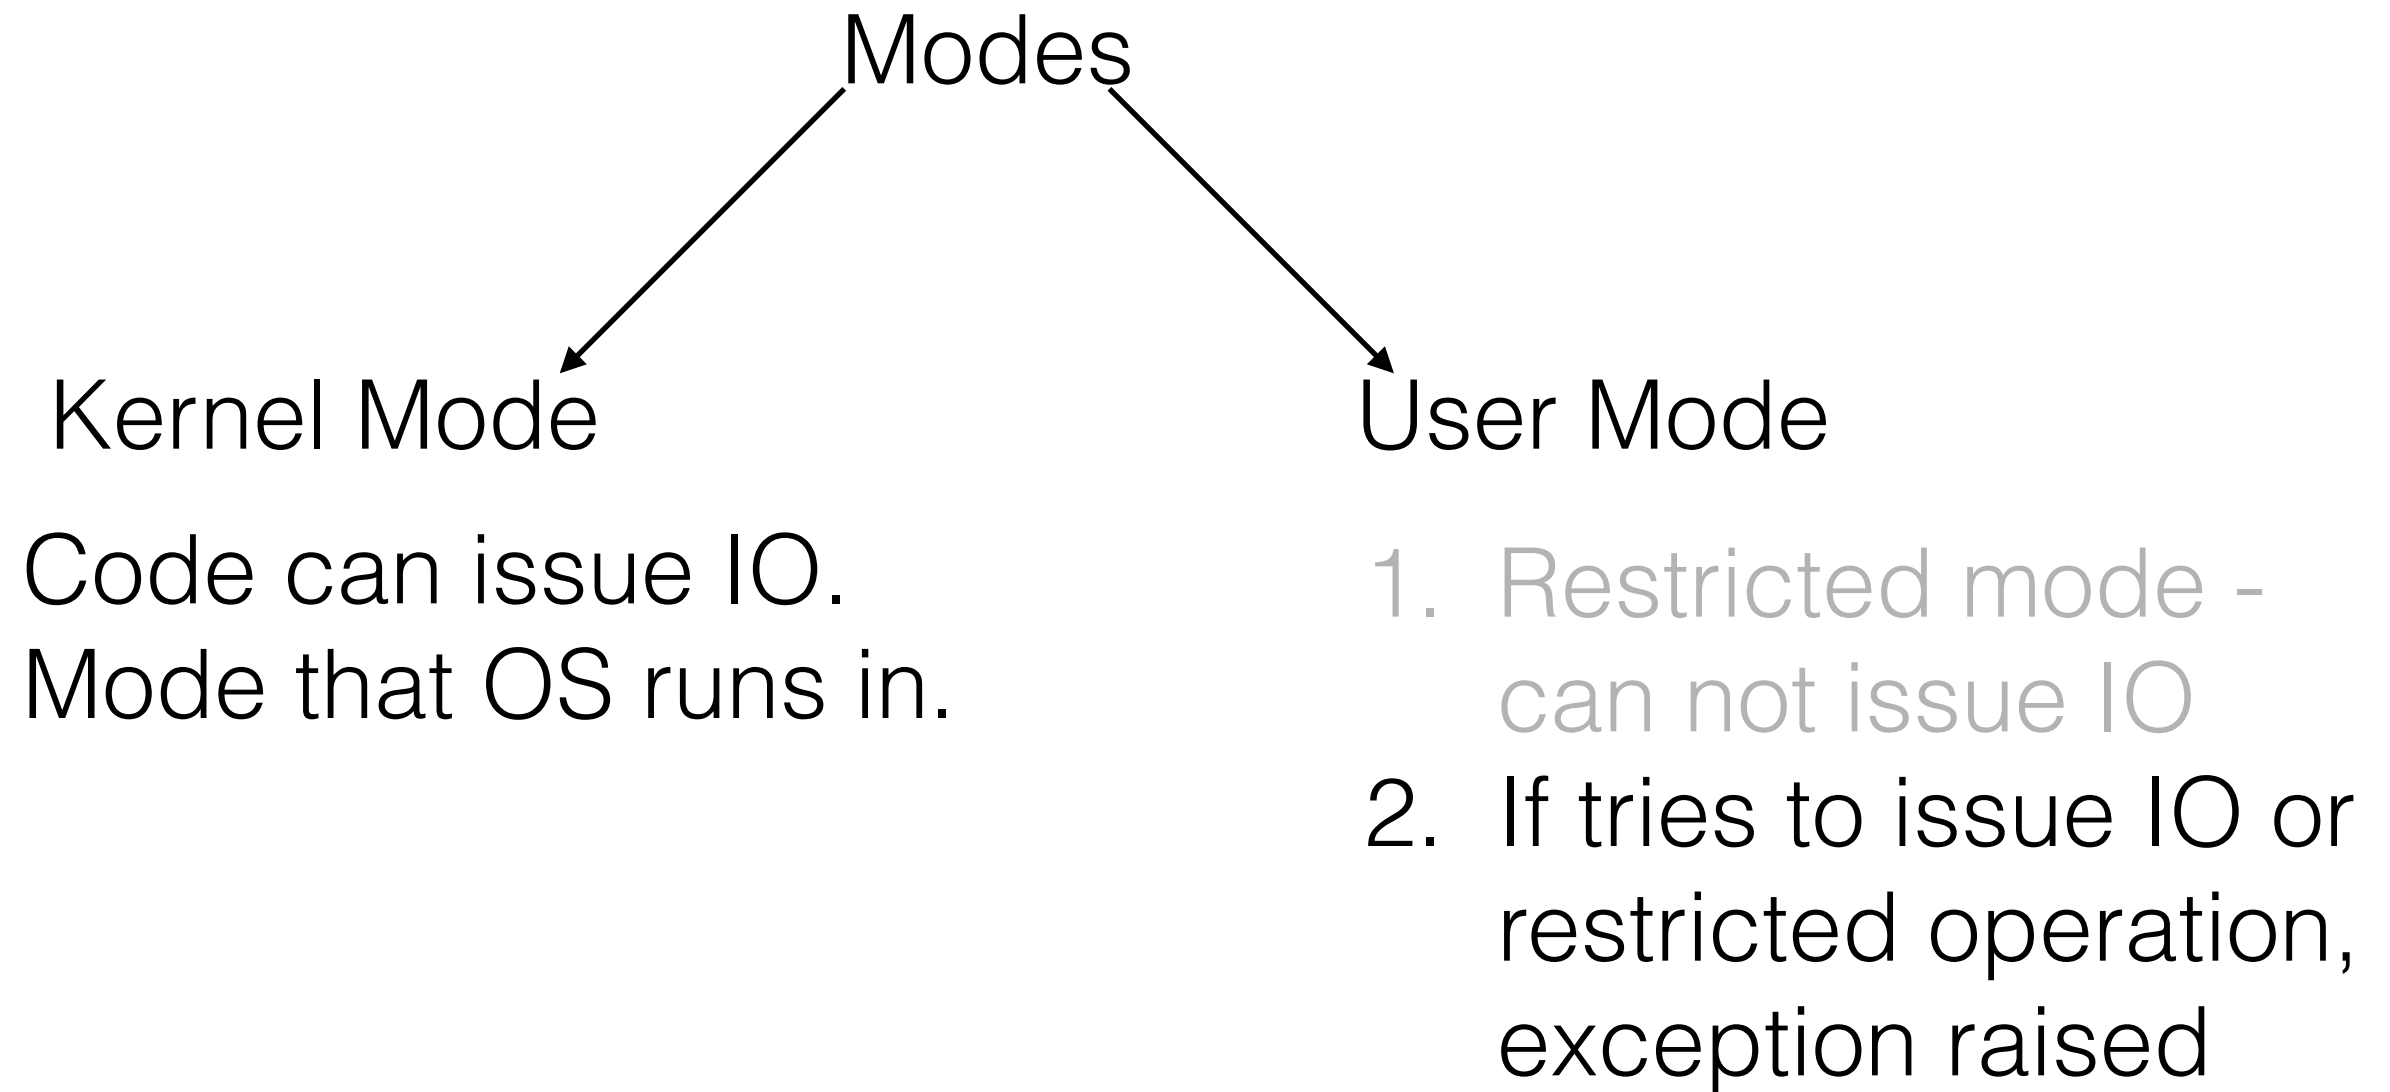 Modes
Kernel Mode
Code can issue IO.
Mode that OS runs in.
User Mode
1. Restricted mode -
can not issue IO
2. If tries to issue IO or
restricted operation,
exception raised